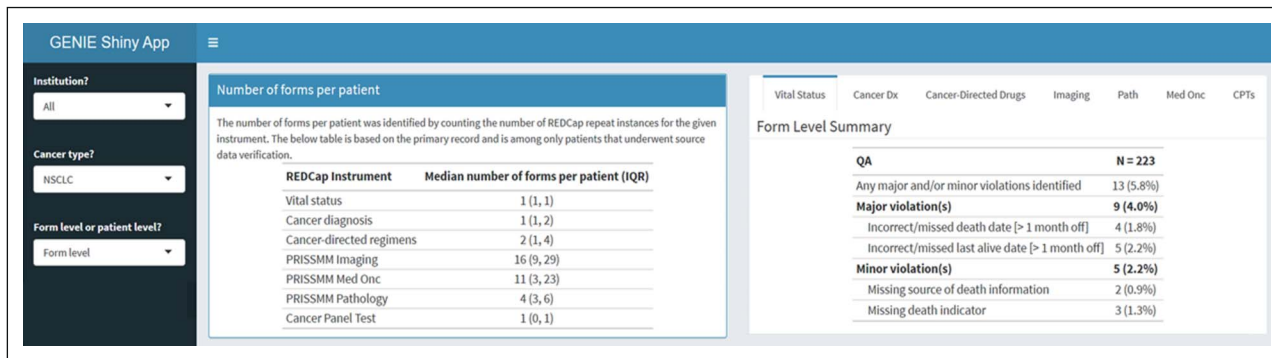 GENIE Shiny App
Institution?
All
Cancer type?
NSCLC
Form level or patient level?
Form level
Number of forms per patient
The number of forms per patient was identified by counting the number of REDCap repeat instances for the given
instrument. The below table is based on the primary record and is among only patients that underwent source
data verification.
REDCap Instrument Median number of forms per patient (IQR)
Vital status 1 (1, 1)
Cancer diagnosis 1 (1, 2)
Cancer-directed regimens 2 (1, 4)
PRISSMM Imaging 16 (9, 29)
PRISSMM Med Onc 11 (3, 23)
PRISSMM Pathology 4 (3, 6)
Cancer Panel Test 1 (0, 1)
Vital Status Cancer Dx Cancer-Directed Drugs Imaging Path Med Onc CPTs
Form Level Summary
QA N = 223
Any major and/or minor violations identified 13 (5.8%)
Major violation(s) 9 (4.0%)
Incorrect/missed death date [> 1 month off] 4 (1.8%)
Incorrect/missed last alive date [> 1 month off] 5 (2.2%)
Minor violation(s) 5 (2.2%)
Missing source of death information 2 (0.9%)
Missing death indicator 3 (1.3%)